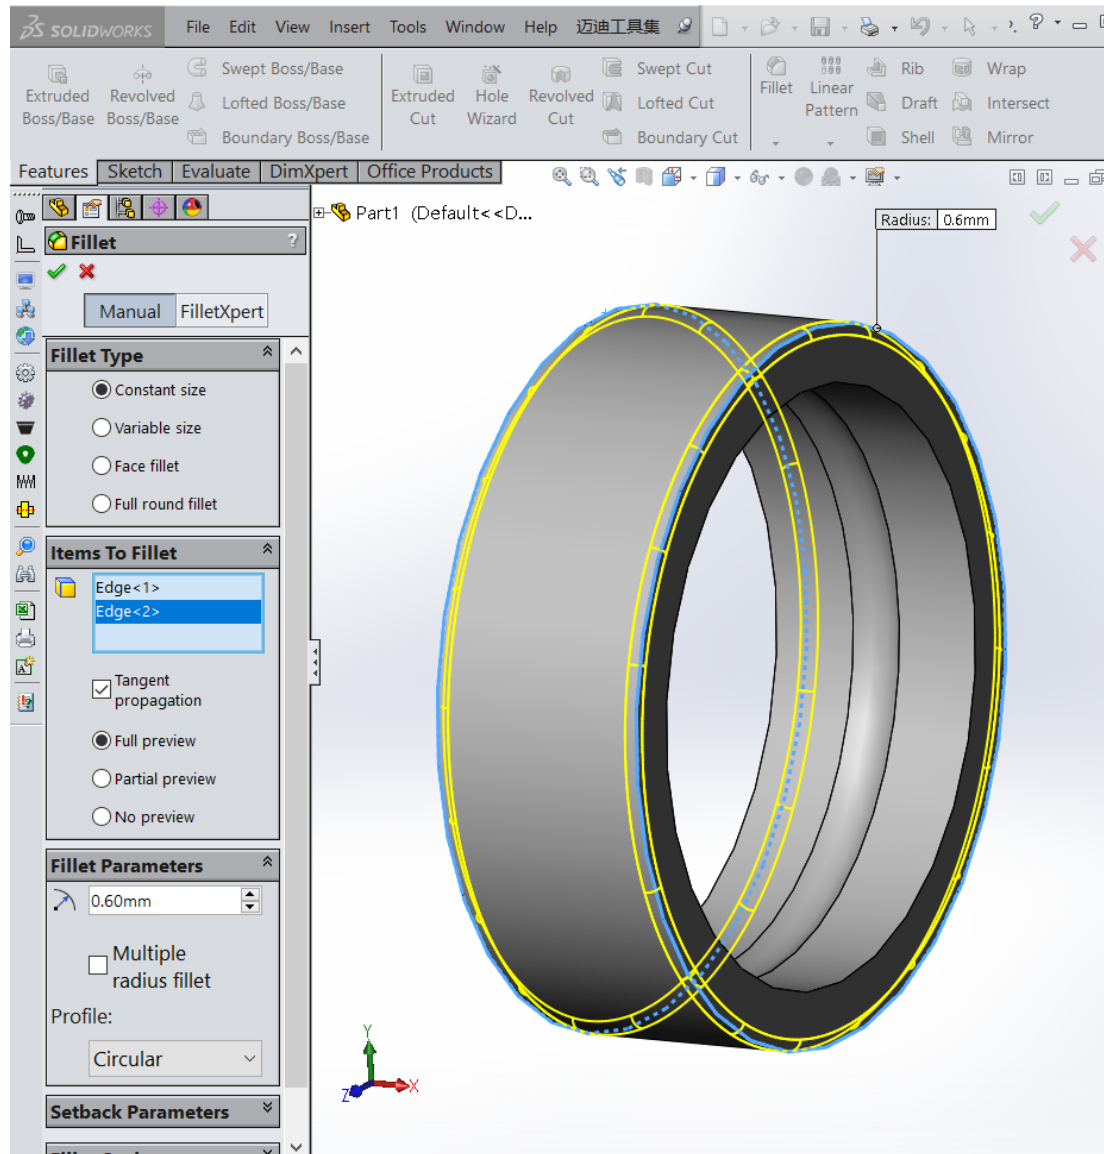 SOLIDWORKS File Edit View Insert Tools Window Help 迈迪工具集
Extruded Boss/Base
Revolved Boss/Base
Swept Boss/Base
Lofted Boss/Base
Boundary Boss/Base
Extruded Cut
Hole Wizard
Revolved Cut
Swept Cut
Lofted Cut
Boundary Cut
Fillet
Linear Pattern
Rib
Draft
Shell
Wrap
Intersect
Mirror
Features Sketch Evaluate DimXpert Office Products
Part1 (Default<<D...
Radius: 0.6mm
Fillet ?
Manual FilletXpert
Fillet Type
Constant size
Variable size
Face fillet
Full round fillet
Items To Fillet
Edge<1>
Edge<2>
Tangent
propagation
Full preview
Partial preview
No preview
Fillet Parameters
0.60mm
Multiple
radius fillet
Profile:
Circular
Setback Parameters
Y
X
Z